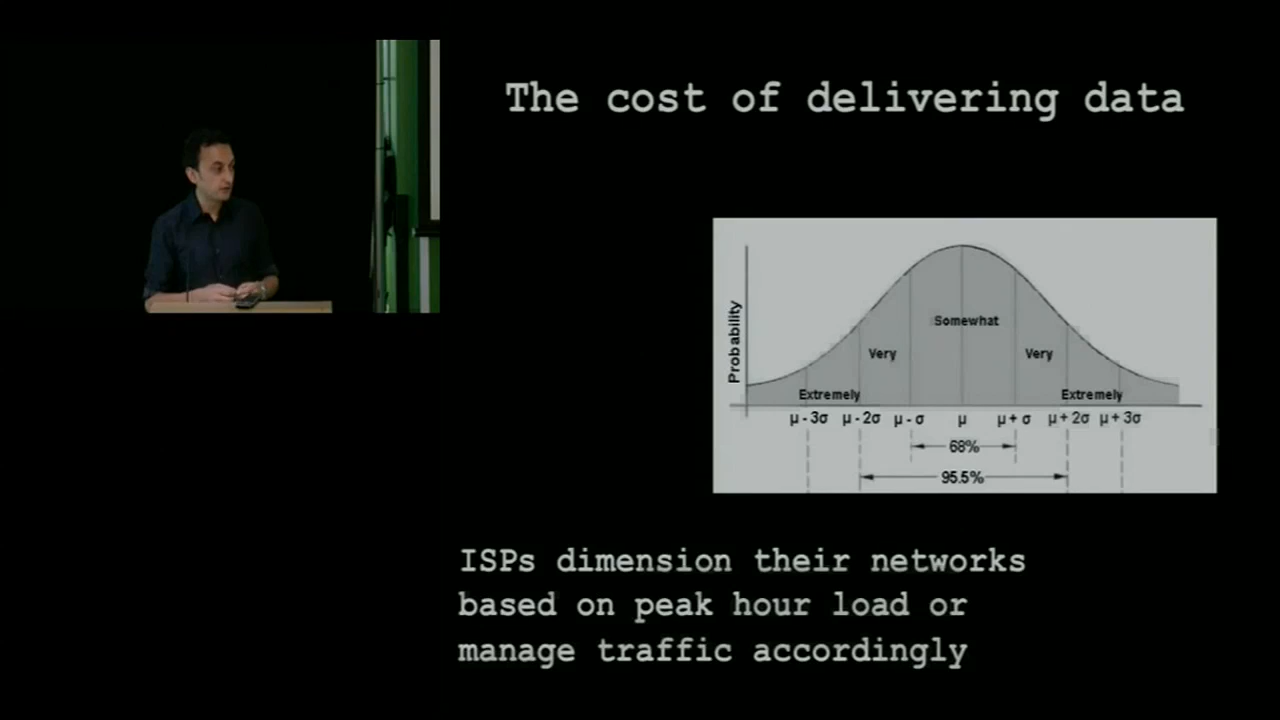 The cost of delivering data
Probability
Somewhat
Very
Very
Extremely
Extremely
μ - 3σ μ - 2σ μ - σ μ μ + σ μ + 2σ μ + 3σ
68%
95.5%
ISPs dimension their networks
based on peak hour load or
manage traffic accordingly